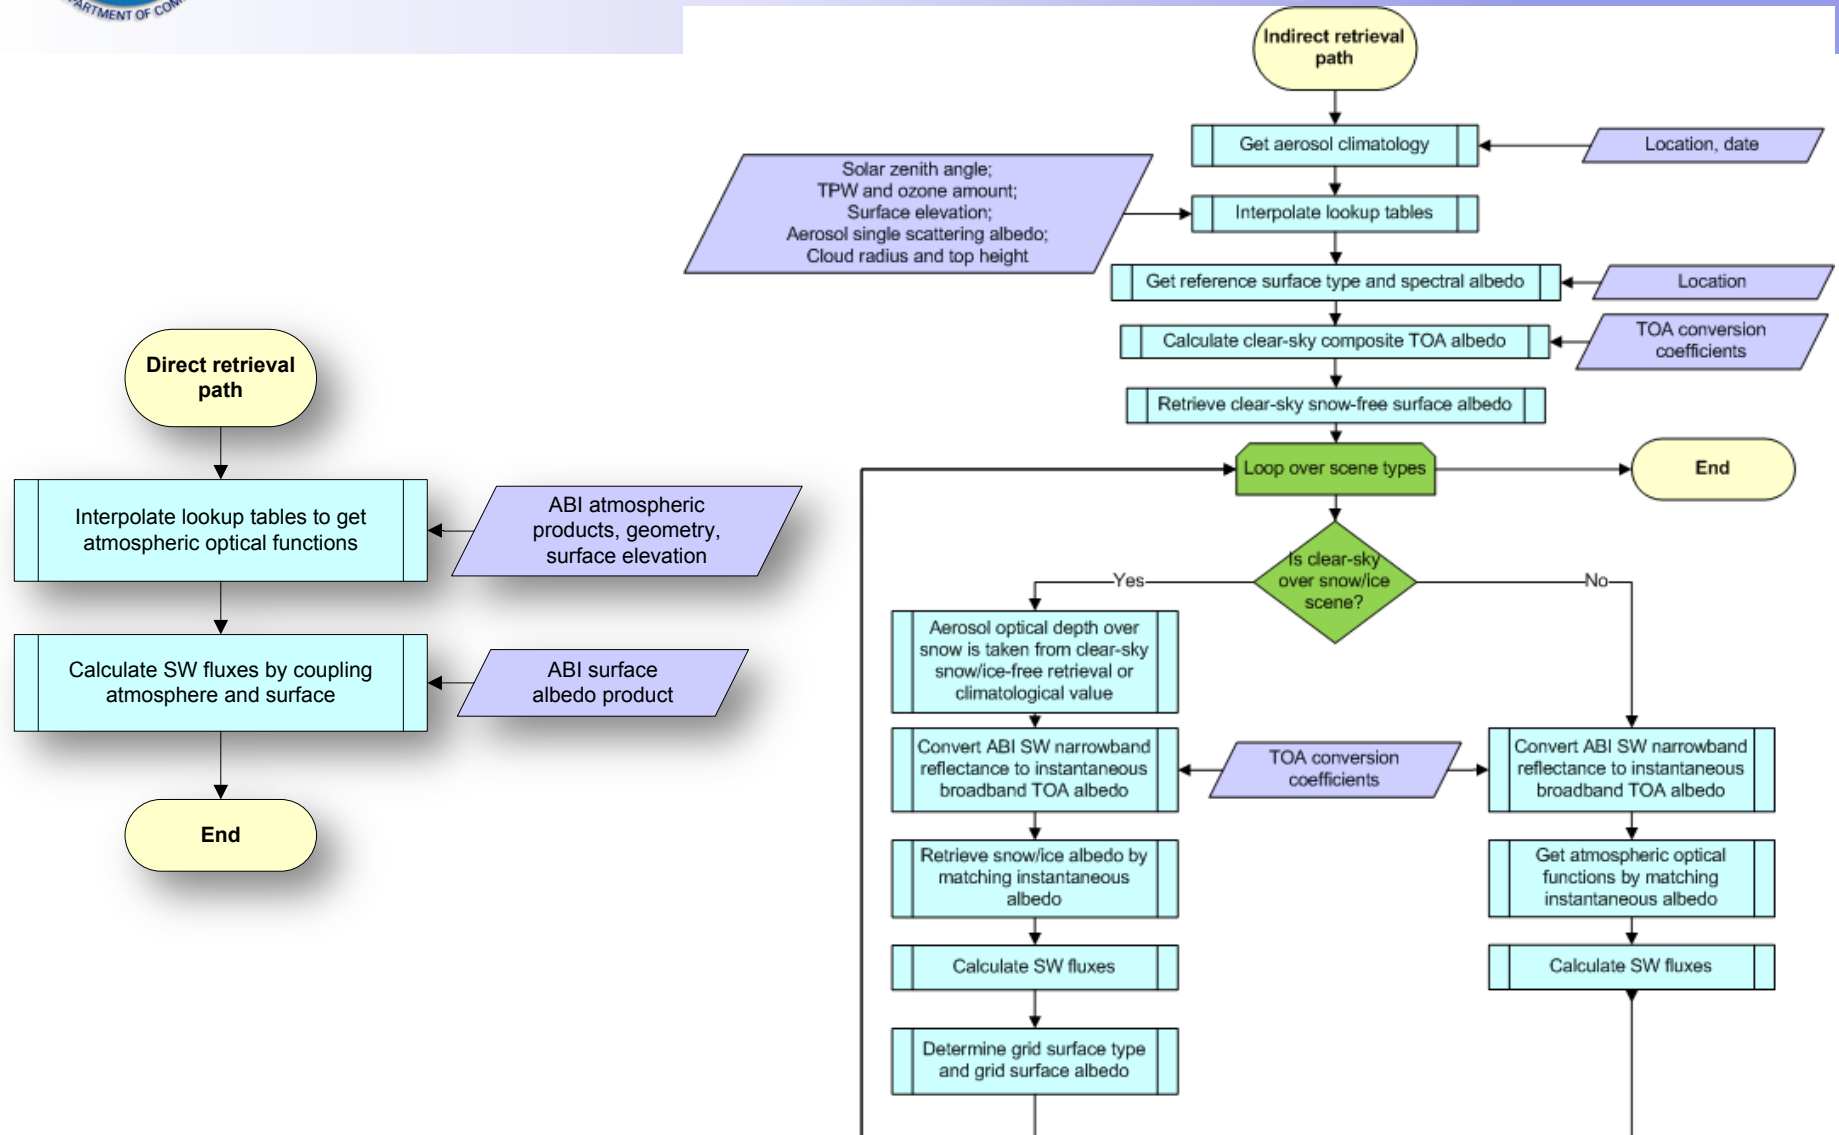 ARTMENT OF COM
Indirect retrieval
path
Get aerosol climatology
Location, date
Solar zenith angle;
TPW and ozone amount;
Surface elevation;
Aerosol single scattering albedo;
Cloud radius and top height
Interpolate lookup tables
Get reference surface type and spectral albedo
Location
Calculate clear-sky composite TOA albedo
TOA conversion
coefficients
Retrieve clear-sky snow-free surface albedo
Loop over scene types
End
Is clear-sky
over snow/ice
scene?
Yes
No
Aerosol optical depth over
snow is taken from clear-sky
snow/ice-free retrieval or
climatological value
Convert ABI SW narrowband
reflectance to instantaneous
broadband TOA albedo
TOA conversion
coefficients
Convert ABI SW narrowband
reflectance to instantaneous
broadband TOA albedo
Retrieve snow/ice albedo by
matching instantaneous
albedo
Get atmospheric optical
functions by matching
instantaneous albedo
Calculate SW fluxes
Calculate SW fluxes
Determine grid surface type
and grid surface albedo
Direct retrieval
path
Interpolate lookup tables to get
atmospheric optical functions
ABI atmospheric
products, geometry,
surface elevation
Calculate SW fluxes by coupling
atmosphere and surface
ABI surface
albedo product
End